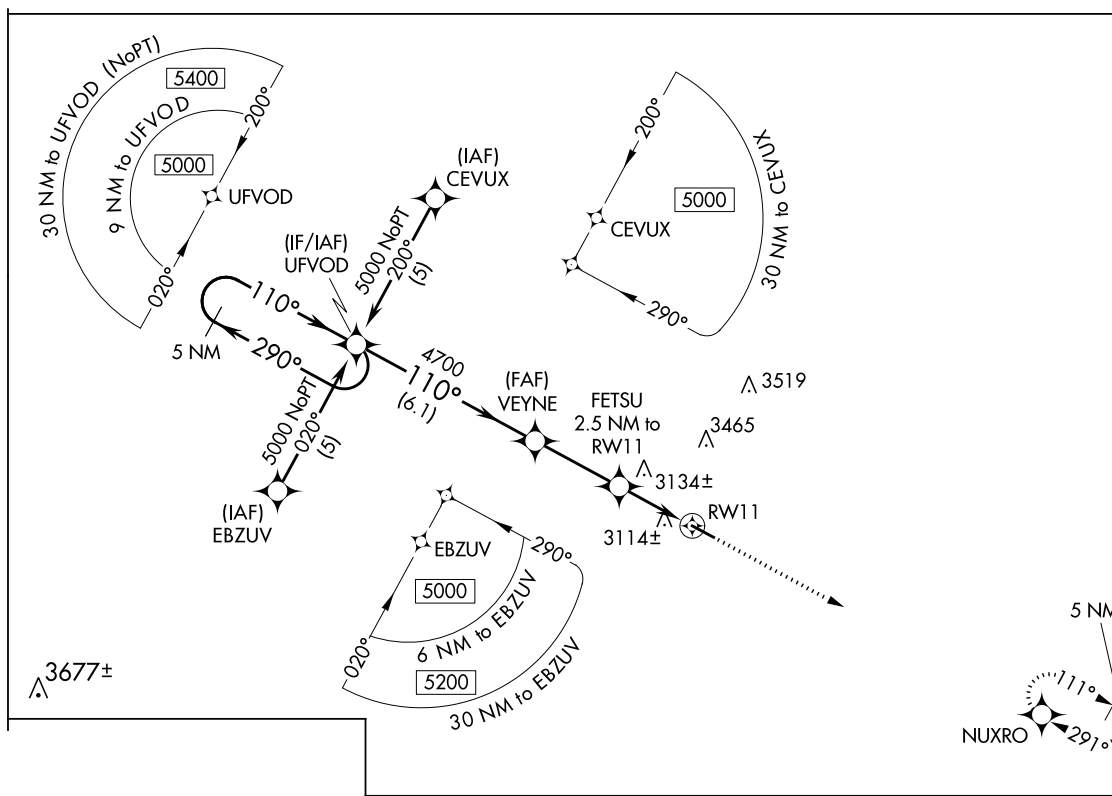 30 NM to UFVOD (NoPT)
5400
9 NM to UFVOD
5000
200°
UFVOD
020°
(IAF)
CEVUX
5000 NoPT
200°
(5)
(IF/IAF)
UFVOD
110°
5 NM
290°
5000 NoPT
020°
(5)
(IAF)
EBZUV
4700
110°
(6.1)
(FAF)
VEYNE
FETSU
2.5 NM to
RW11
3519
3465
3134±
3114±
RW11
200°
5000
CEVUX
30 NM to CEVUX
290°
EBZUV
290°
5000
020°
6 NM to EBZUV
5200
30 NM to EBZUV
3677±
5 NM
111°
NUXRO
291°